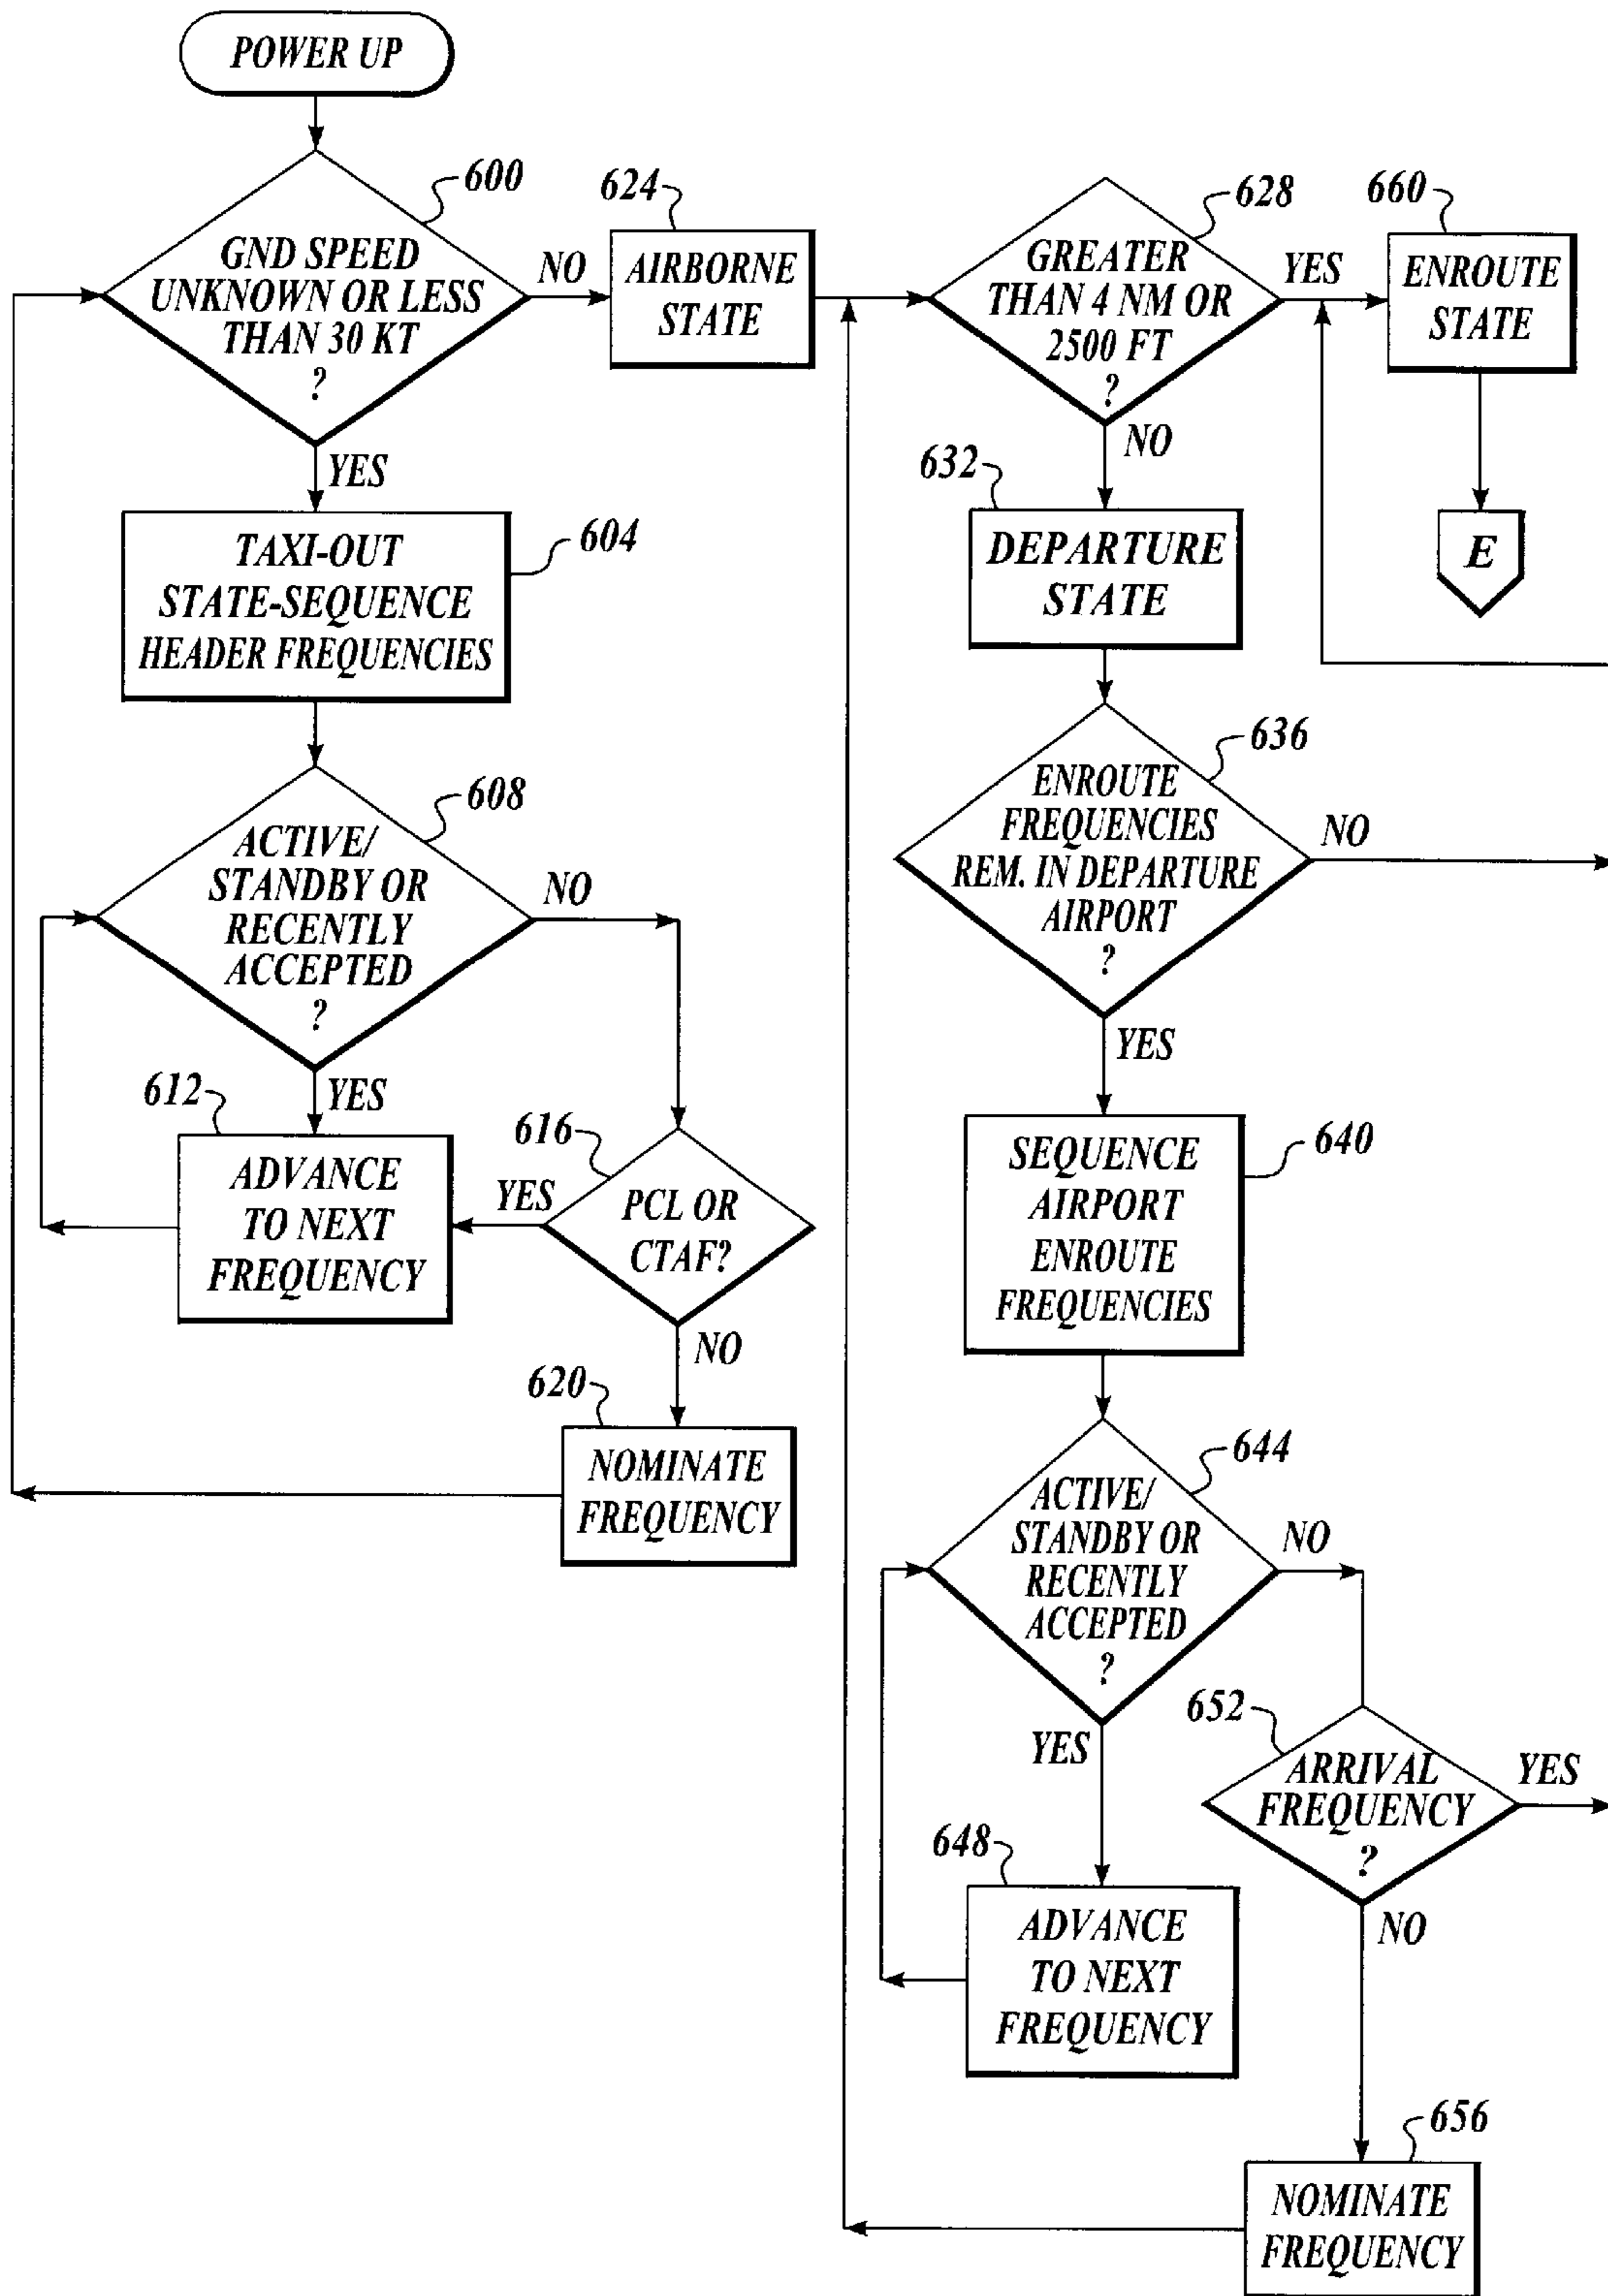 POWER UP
600
GND SPEED
UNKNOWN OR LESS
THAN 30 KT
?
NO
YES
624
AIRBORNE
STATE
628
GREATER
THAN 4 NM OR
2500 FT
?
YES
NO
660
ENROUTE
STATE
E
604
TAXI-OUT
STATE-SEQUENCE
HEADER FREQUENCIES
632
DEPARTURE
STATE
608
ACTIVE/
STANDBY OR
RECENTLY
ACCEPTED
?
NO
YES
636
ENROUTE
FREQUENCIES
REM. IN DEPARTURE
AIRPORT
?
NO
YES
612
ADVANCE
TO NEXT
FREQUENCY
616
YES
PCL OR
CTAF?
NO
620
NOMINATE
FREQUENCY
640
SEQUENCE
AIRPORT
ENROUTE
FREQUENCIES
644
ACTIVE/
STANDBY OR
RECENTLY
ACCEPTED
?
NO
YES
652
ARRIVAL
FREQUENCY
?
YES
NO
648
ADVANCE
TO NEXT
FREQUENCY
656
NOMINATE
FREQUENCY